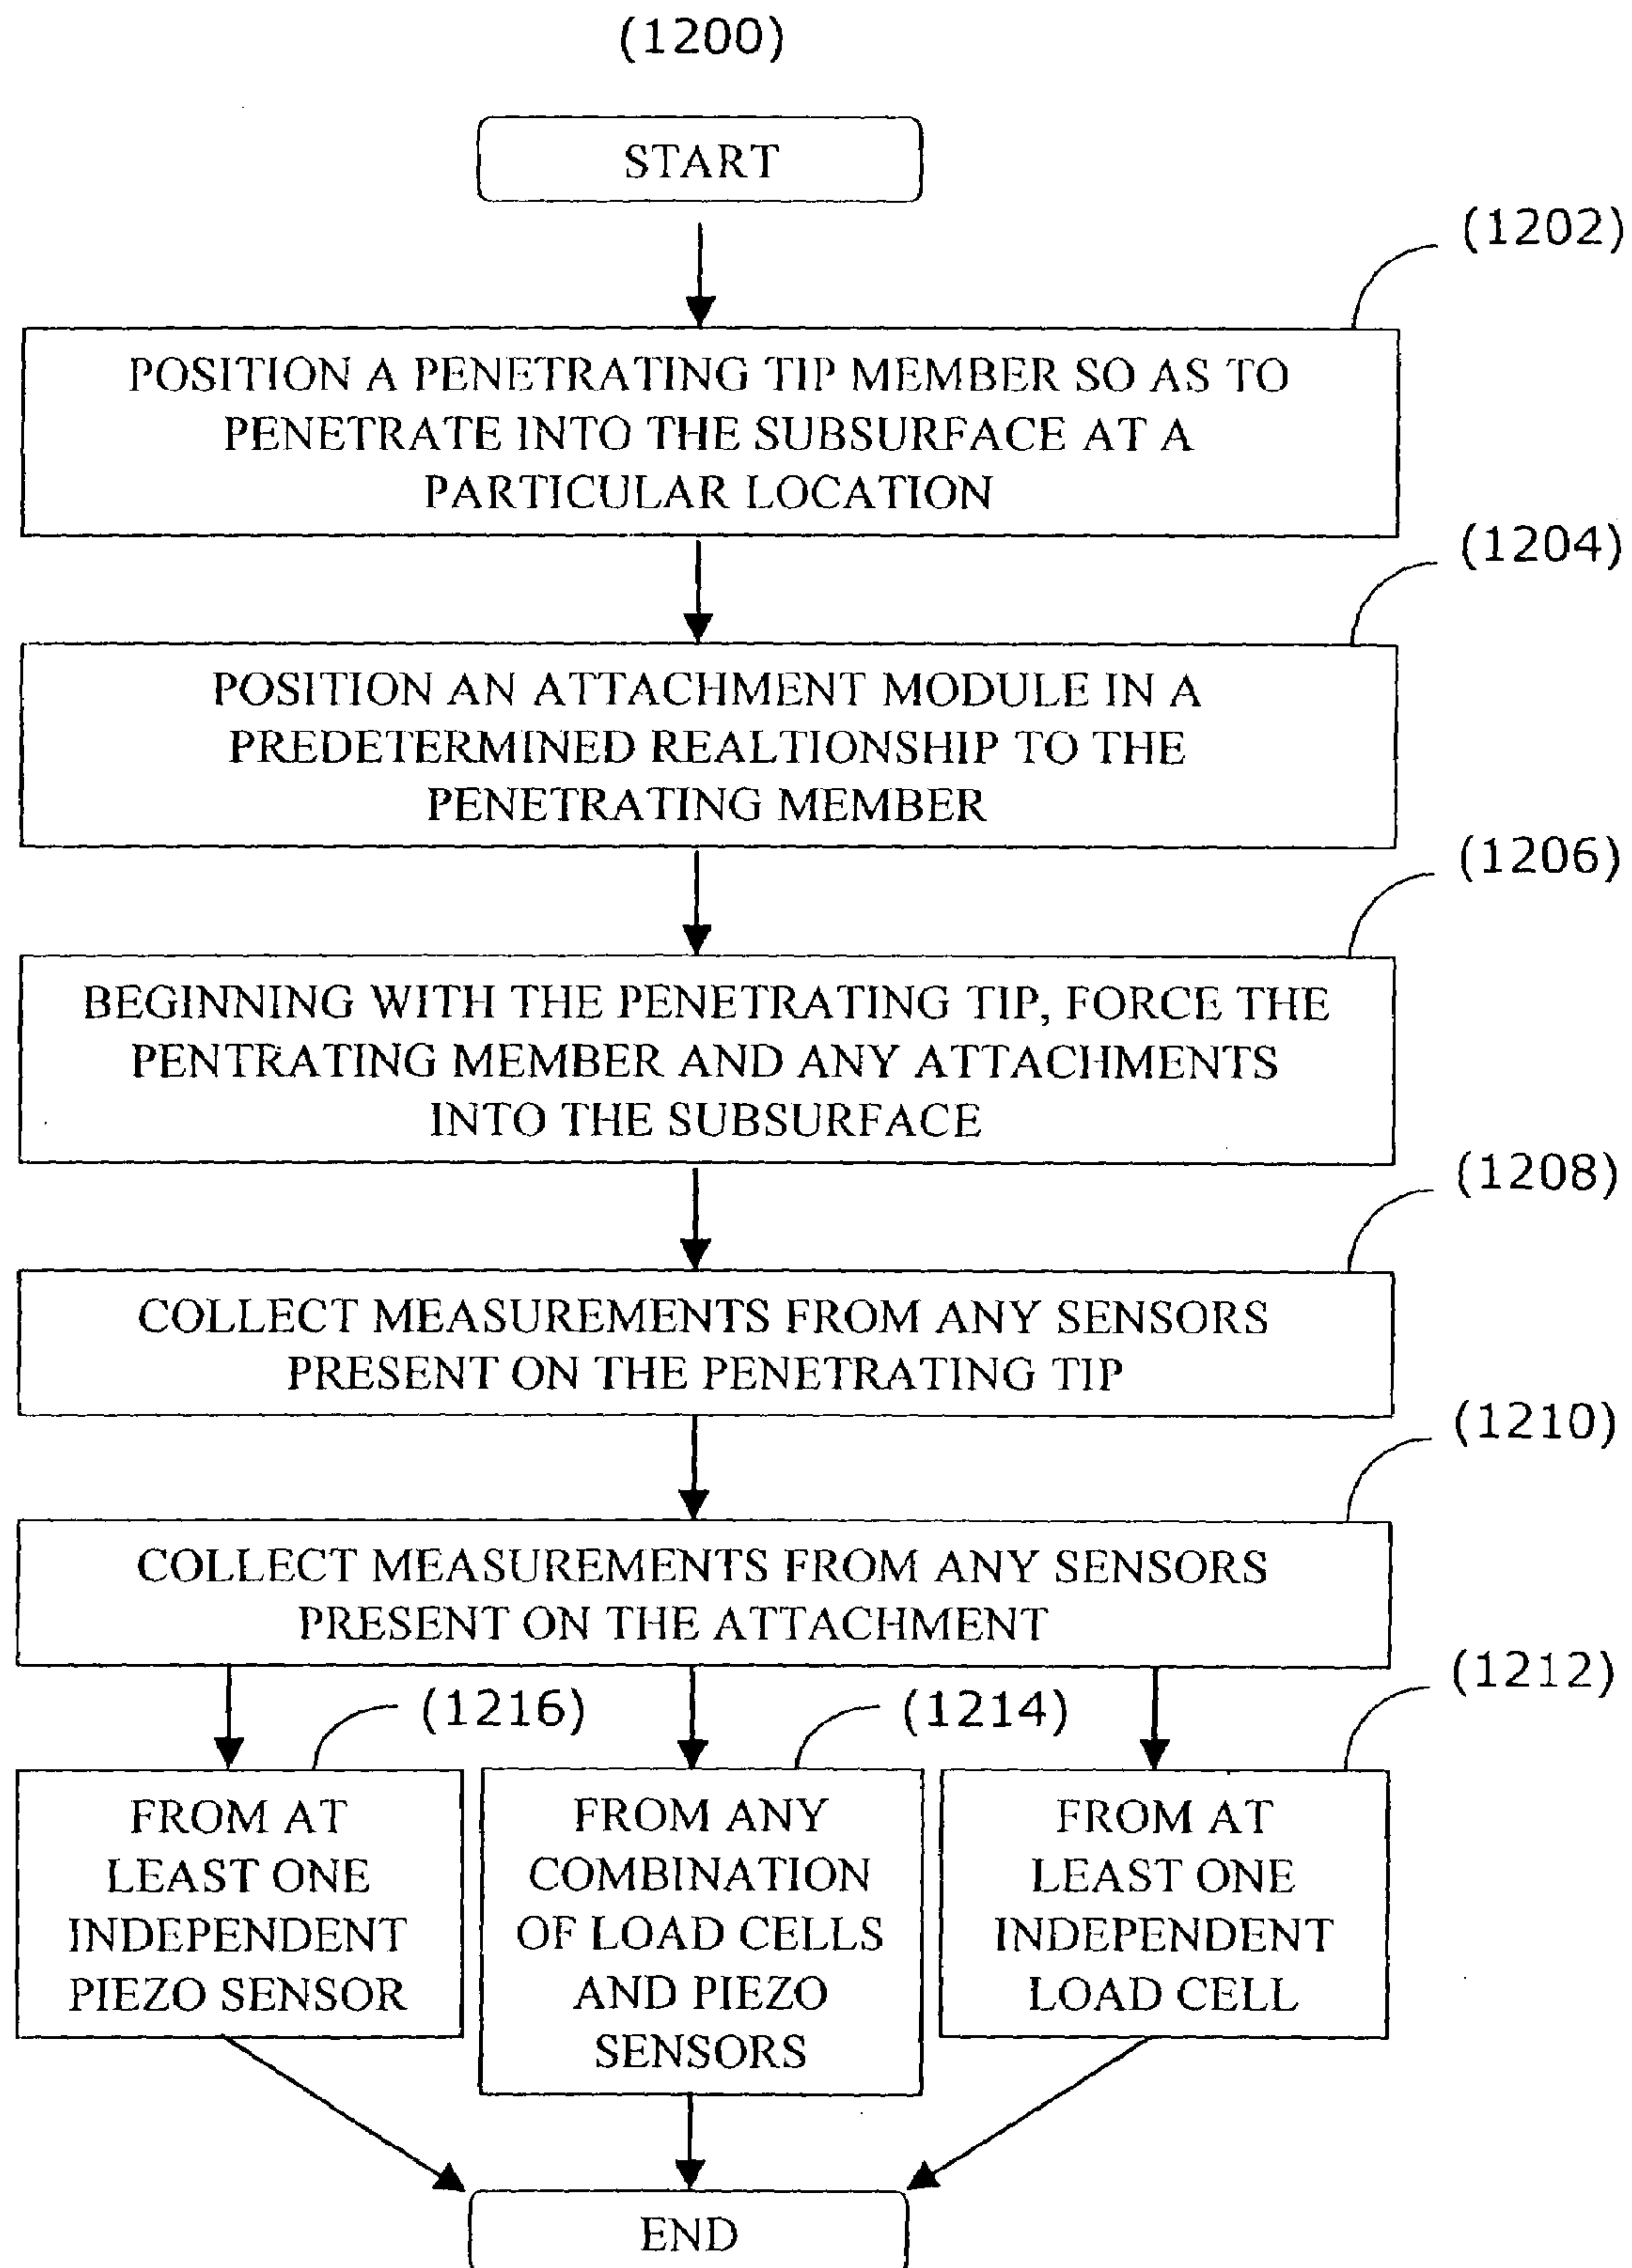 (1200)
START
(1202)
POSITION A PENETRATING TIP MEMBER SO AS TO
PENETRATE INTO THE SUBSURFACE AT A
PARTICULAR LOCATION
(1204)
POSITION AN ATTACHMENT MODULE IN A
PREDETERMINED REALTIONSHIP TO THE
PENETRATING MEMBER
(1206)
BEGINNING WITH THE PENETRATING TIP, FORCE THE
PENTRATING MEMBER AND ANY ATTACHMENTS
INTO THE SUBSURFACE
(1208)
COLLECT MEASUREMENTS FROM ANY SENSORS
PRESENT ON THE PENETRATING TIP
(1210)
COLLECT MEASUREMENTS FROM ANY SENSORS
PRESENT ON THE ATTACHMENT
(1216)
FROM AT
LEAST ONE
INDEPENDENT
PIEZO SENSOR
(1214)
FROM ANY
COMBINATION
OF LOAD CELLS
AND PIEZO
SENSORS
(1212)
FROM AT
LEAST ONE
INDEPENDENT
LOAD CELL
END